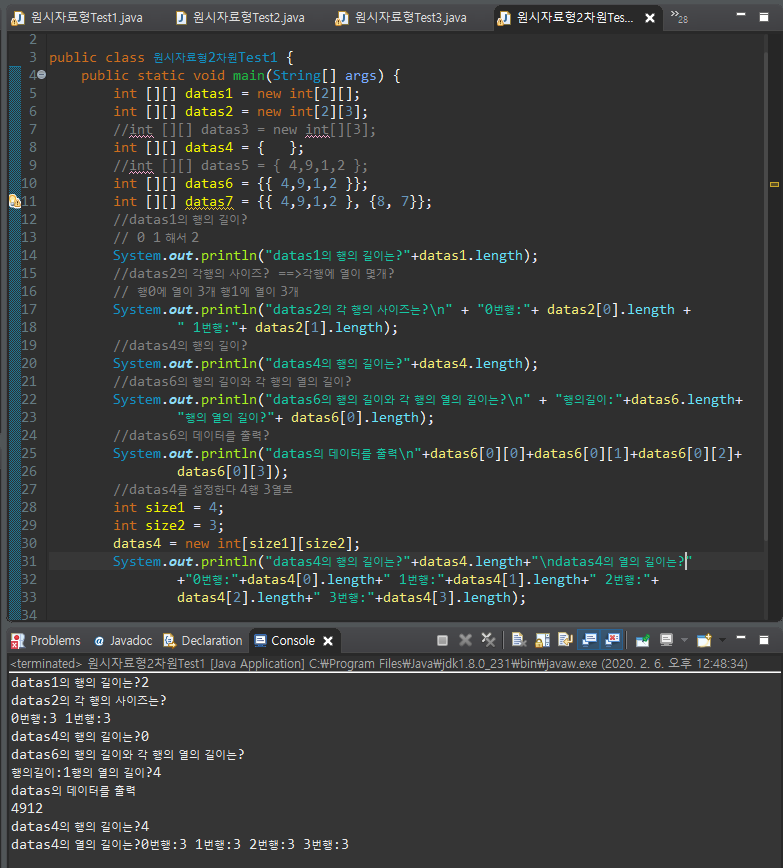 원시자료형Test1.java 원시자료형Test2.java 원시자료형Test3.java 원시자료형2차원Tes... »28
2
3 public class 원시자료형2차원Test1 {
4 public static void main(String[] args) {
5 int [][] datas1 = new int[2][];
6 int [][] datas2 = new int[2][3];
7 //int [][] datas3 = new int[][3];
8 int [][] datas4 = {   };
9 //int [][] datas5 = { 4,9,1,2 };
10 int [][] datas6 = {{ 4,9,1,2 }};
11 int [][] datas7 = {{ 4,9,1,2 }, {8, 7}};
12 //datas1의 행의 길이?
13 // 0 1 해서 2
14 System.out.println("datas1의 행의 길이는?"+datas1.length);
15 //datas2의 각행의 사이즈? ==>각행에 열이 몇개?
16 // 행0에 열이 3개 행1에 열이 3개
17 System.out.println("datas2의 각 행의 사이즈는?\n" + "0번행:"+ datas2[0].length +
18 " 1번행:"+ datas2[1].length);
19 //datas4의 행의 길이?
20 System.out.println("datas4의 행의 길이는?"+datas4.length);
21 //datas6의 행의 길이와 각 행의 열의 길이?
22 System.out.println("datas6의 행의 길이와 각 행의 열의 길이는?\n" + "행의길이:"+datas6.length+
23 "행의 열의 길이?"+ datas6[0].length);
24 //datas6의 데이터를 출력?
25 System.out.println("datas의 데이터를 출력\n"+datas6[0][0]+datas6[0][1]+datas6[0][2]+
26 datas6[0][3]);
27 //datas4를 설정한다 4행 3열로
28 int size1 = 4;
29 int size2 = 3;
30 datas4 = new int[size1][size2];
31 System.out.println("datas4의 행의 길이는?"+datas4.length+"\ndatas4의 열의 길이는?"
32 +"0번행:"+datas4[0].length+" 1번행:"+datas4[1].length+" 2번행:"+
33 datas4[2].length+" 3번행:"+datas4[3].length);
34
Problems Javadoc Declaration Console
<terminated> 원시자료형2차원Test1 [Java Application] C:₩Program Files₩Java₩jdk1.8.0_231₩bin₩javaw.exe (2020. 2. 6. 오후 12:48:34)
datas1의 행의 길이는?2
datas2의 각 행의 사이즈는?
0번행:3 1번행:3
datas4의 행의 길이는?0
datas6의 행의 길이와 각 행의 열의 길이는?
행의길이:1행의 열의 길이?4
datas의 데이터를 출력
4912
datas4의 행의 길이는?4
datas4의 열의 길이는?0번행:3 1번행:3 2번행:3 3번행:3